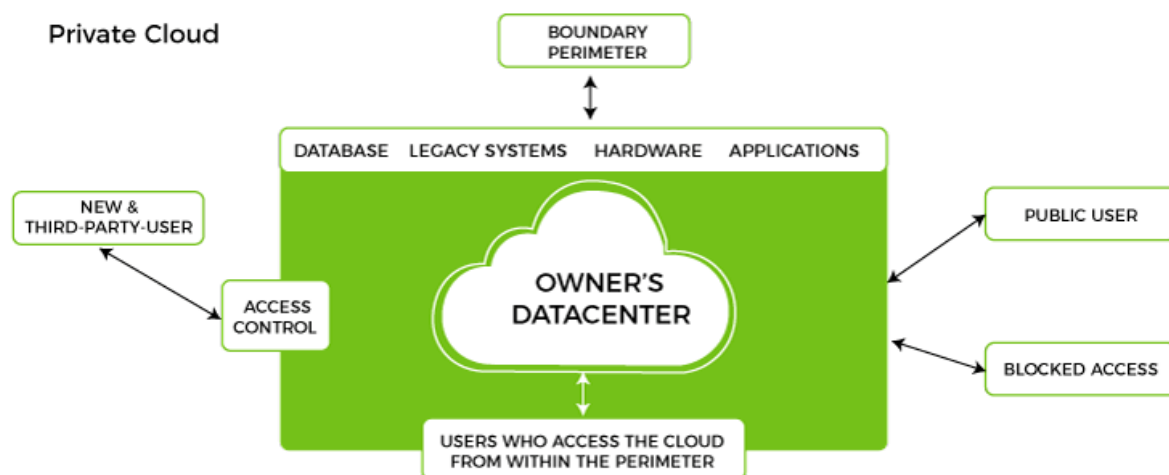 Private Cloud
BOUNDARY
PERIMETER
DATABASE LEGACY SYSTEMS HARDWARE APPLICATIONS
NEW &
THIRD-PARTY-USER
PUBLIC USER
OWNER'S
DATACENTER
ACCESS
CONTROL
BLOCKED ACCESS
USERS WHO ACCESS THE CLOUD
FROM WITHIN THE PERIMETER